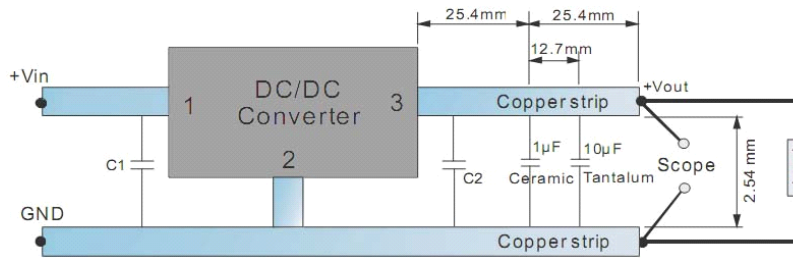 25.4mm
25.4mm
12.7mm
+Vin
DC/DC
Converter
1
3
2
Copper strip
+Vout
C1
C2
1µF
Ceramic
10µF
Tantalum
Scope
2.54 mm
GND
Copper strip